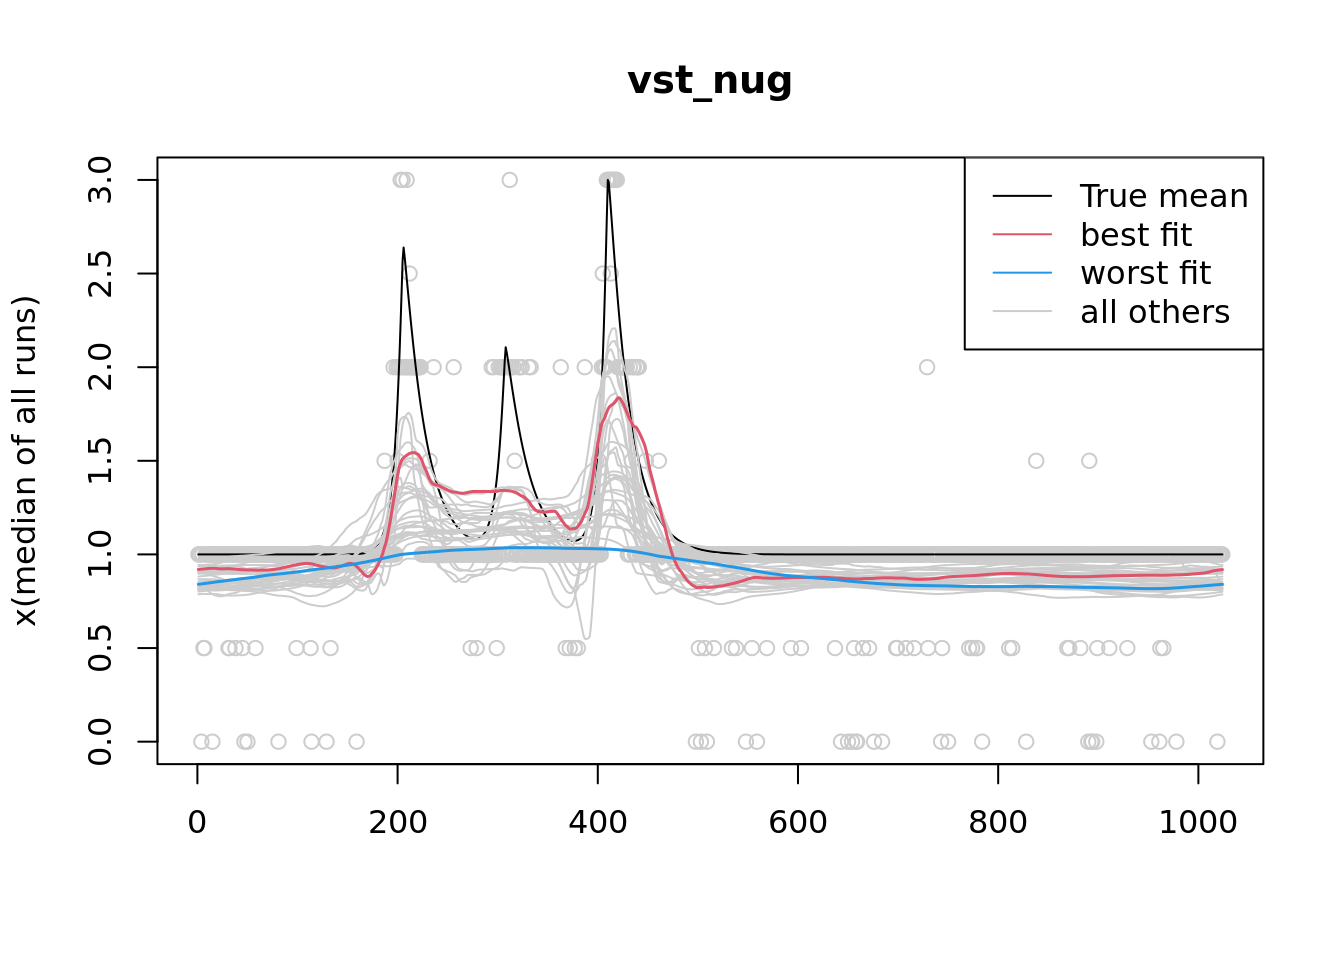 vst_nug
x(median of all runs)
3.0
2.5
2.0
1.5
1.0
0.5
0.0
True mean
best fit
worst fit
all others
0 200 400 600 800 1000